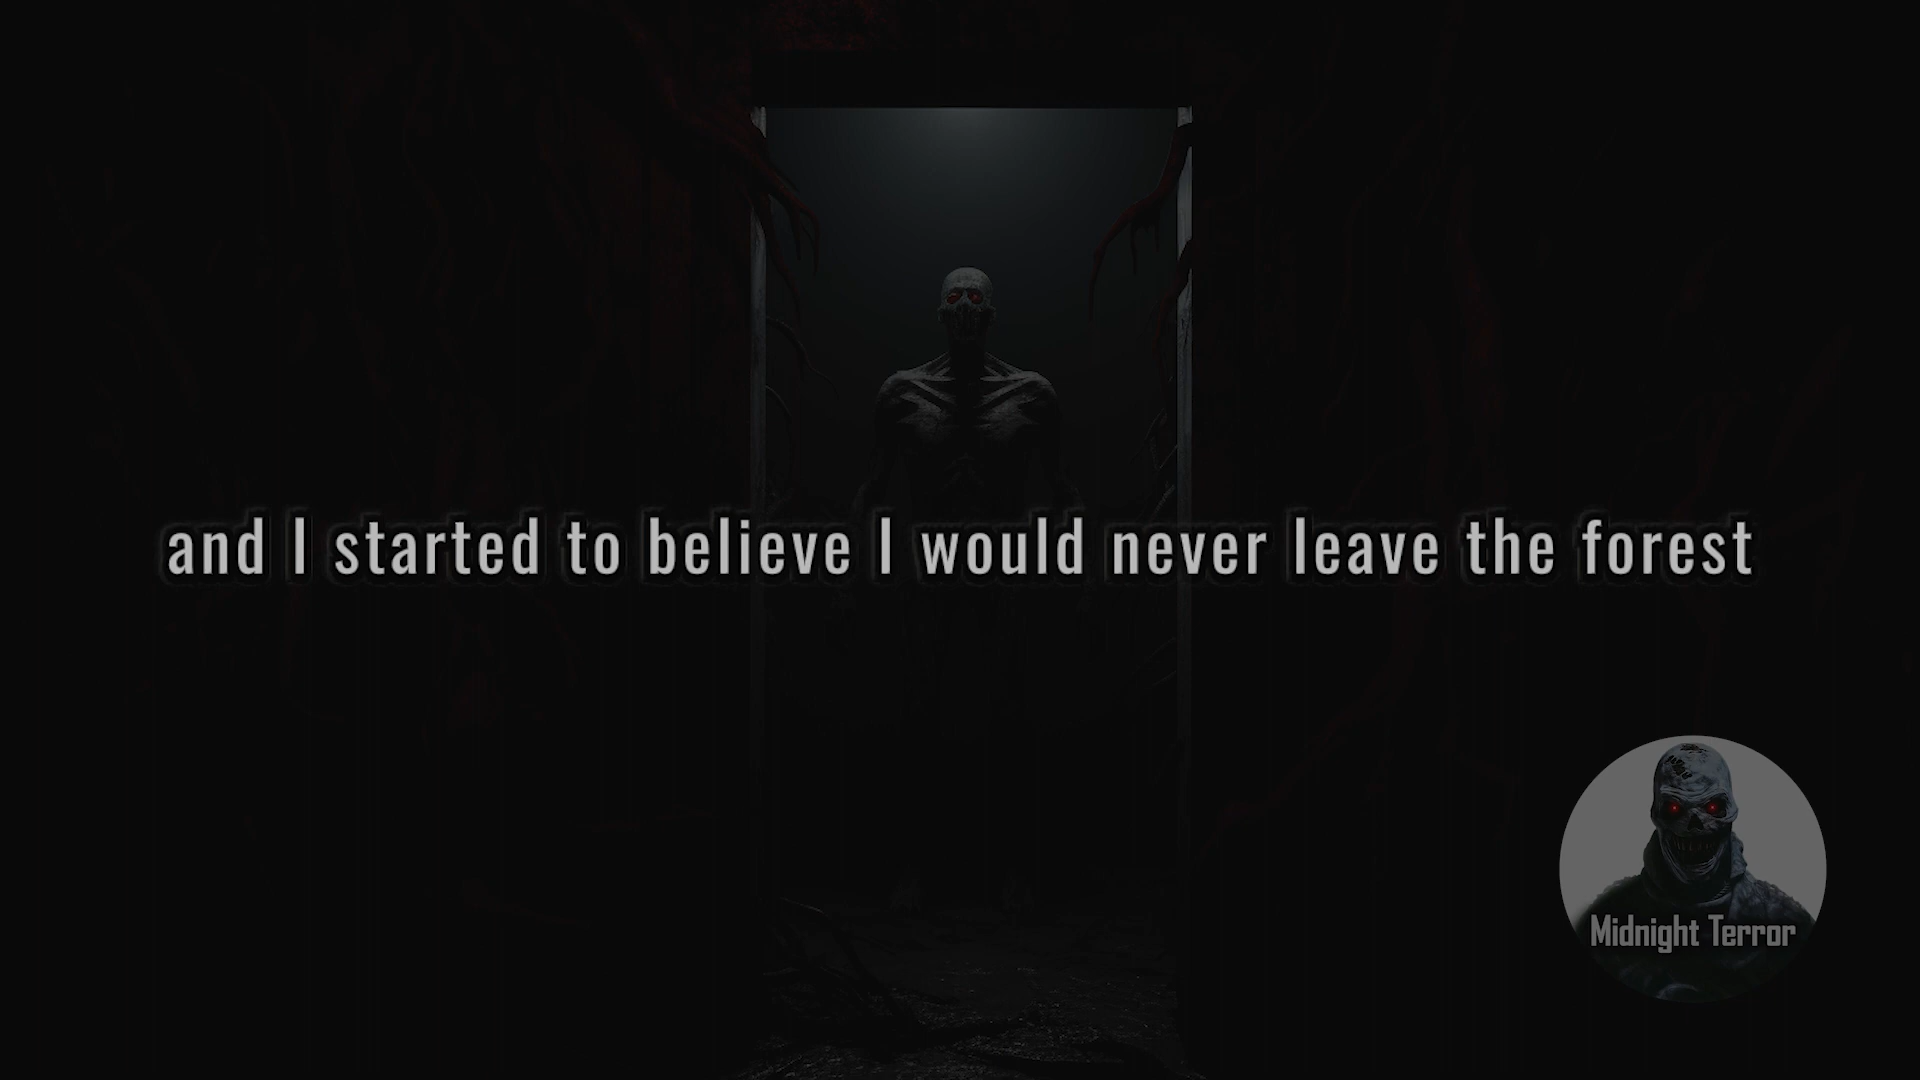 and I started to believe I would never leave the forest
Midnight Terror